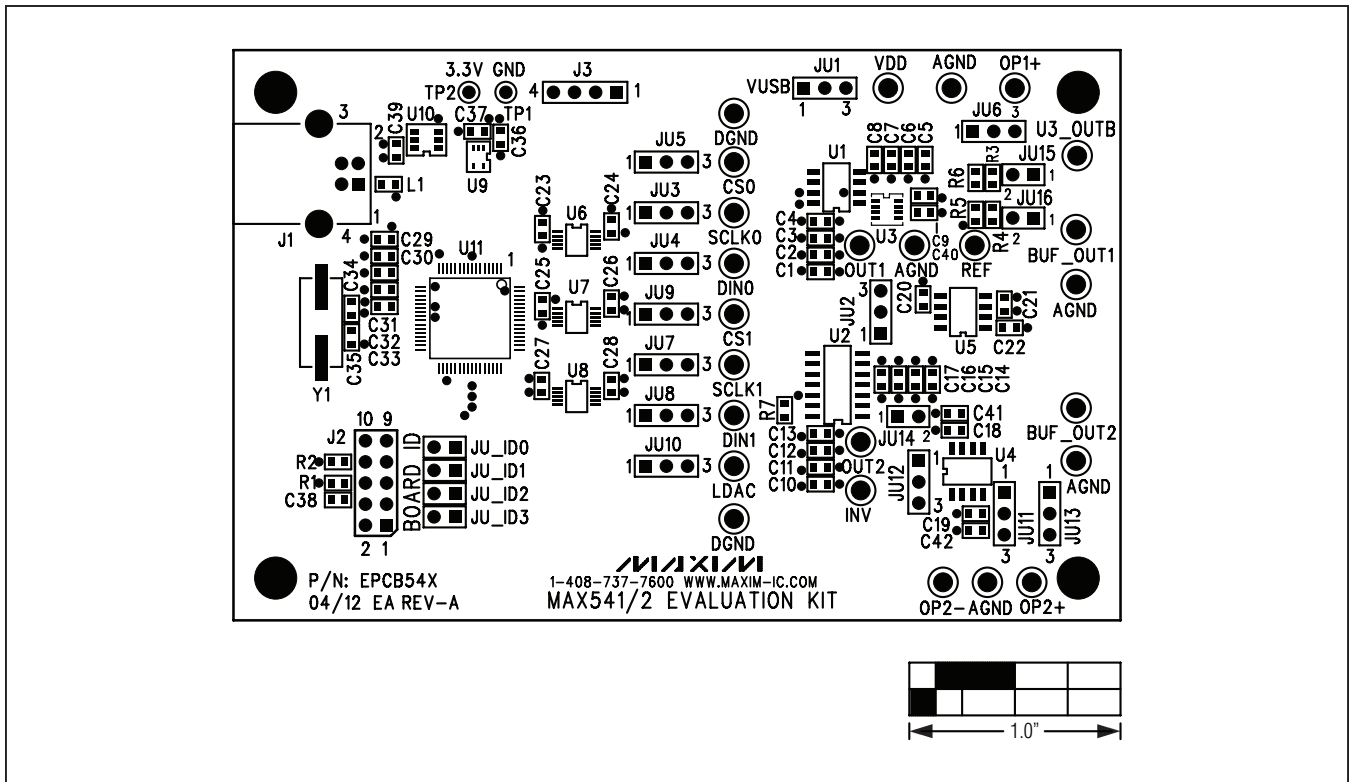 3.3V GND
TP2
TP1
J3
4
1
VUSB
JU1
1
3
VDD
AGND
OP1+
JU6
1
3
U3_OUTB
3
2
C39
U10
C37
C36
U9
L1
1
4
J1
DGND
JU5
1
3
CS0
JU3
1
3
SCLK0
JU4
1
3
DIN0
JU9
1
3
CS1
JU7
1
3
SCLK1
JU8
1
3
DIN1
JU10
1
3
LDAC
DGND
U1
C8
C7
C6
C5
R3
R6
JU15
1
2
R5
JU16
1
2
R4
U3
C9
C40
C4
C3
C2
C1
OUT1
AGND
REF
BUF_OUT1
AGND
C23
C24
U6
C25
C26
U7
C27
C28
U8
C29
C30
C34
C31
C32
C33
C35
Y1
U11
1
3
JU2
1
C20
U5
C21
C22
U2
C17
C16
C15
C14
R7
C13
C12
C11
C10
1
JU14
2
C41
C18
OUT2
INV
JU12
1
3
U4
C19
C42
1
JU11
3
1
JU13
3
BUF_OUT2
AGND
10 9
J2
R2
R1
C38
2 1
BOARD ID
JU_ID0
JU_ID1
JU_ID2
JU_ID3
P/N: EPCB54X
04/12 EA REV-A
MAXIM
1-408-737-7600 WWW.MAXIM-IC.COM
MAX541/2 EVALUATION KIT
OP2- AGND OP2+
1.0"